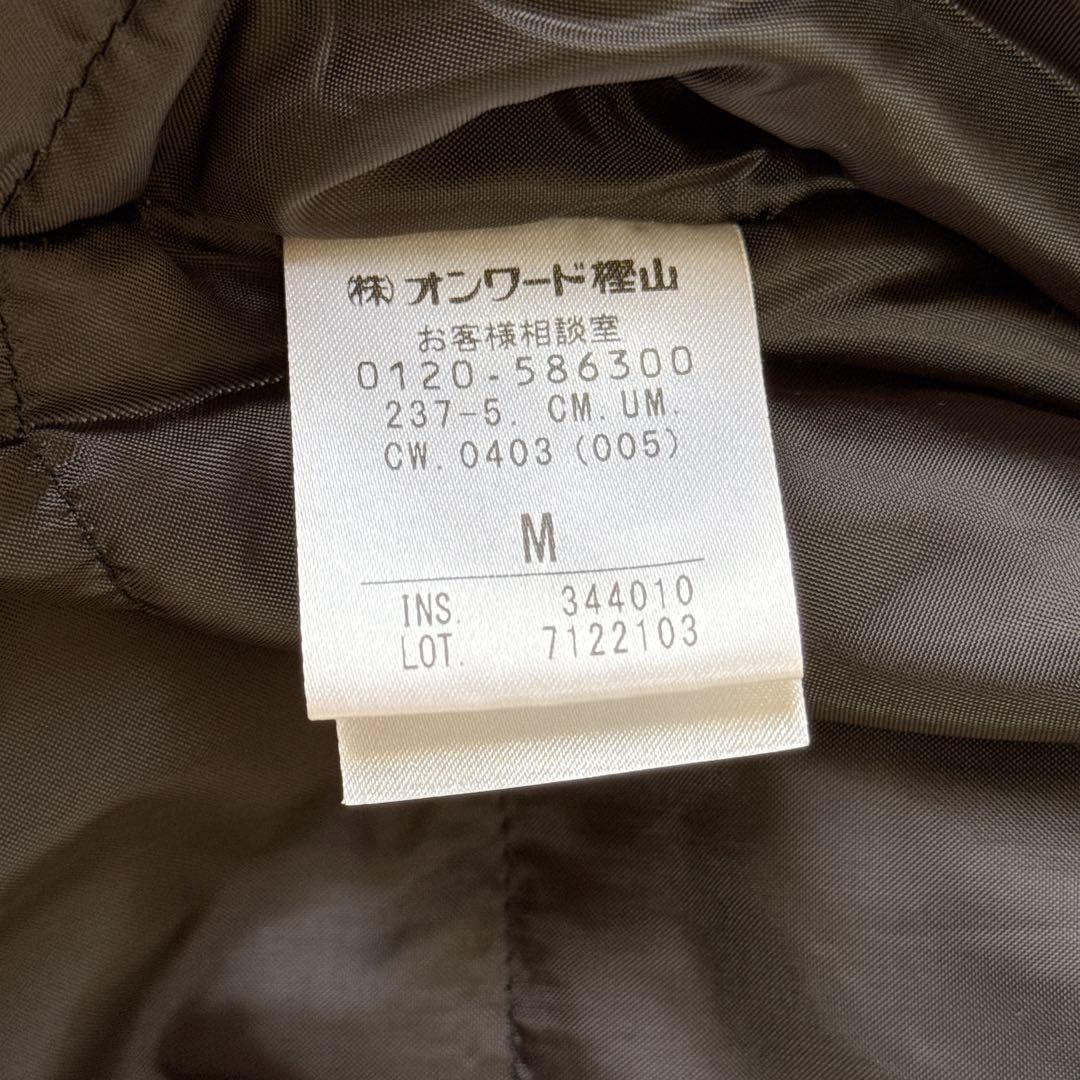 ㈱オンワード樫山
お客様相談室
0120-586300
237-5. CM. UM.
CW. 0403 (005)
M
INS. 344010
LOT. 7122103